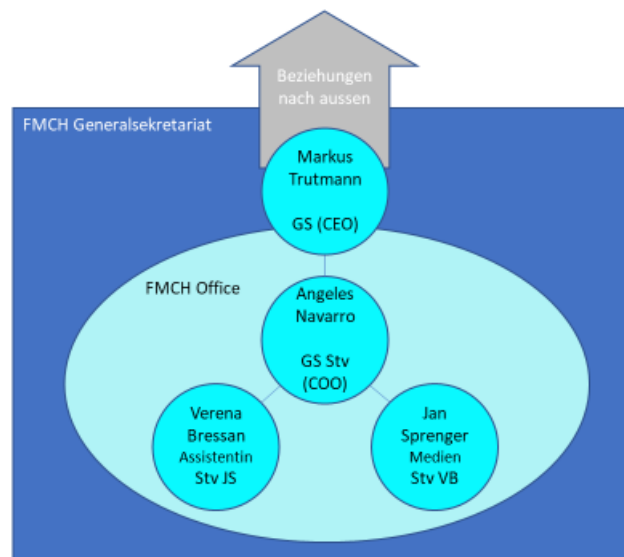 Beziehungen
nach aussen
FMCH Generalsekretariat
Markus
Trutmann
GS (CEO)
FMCH Office
Angeles
Navarro
GS Stv
(COO)
Verena
Bressan
Assistentin
Stv JS
Jan
Sprenger
Medien
Stv VB